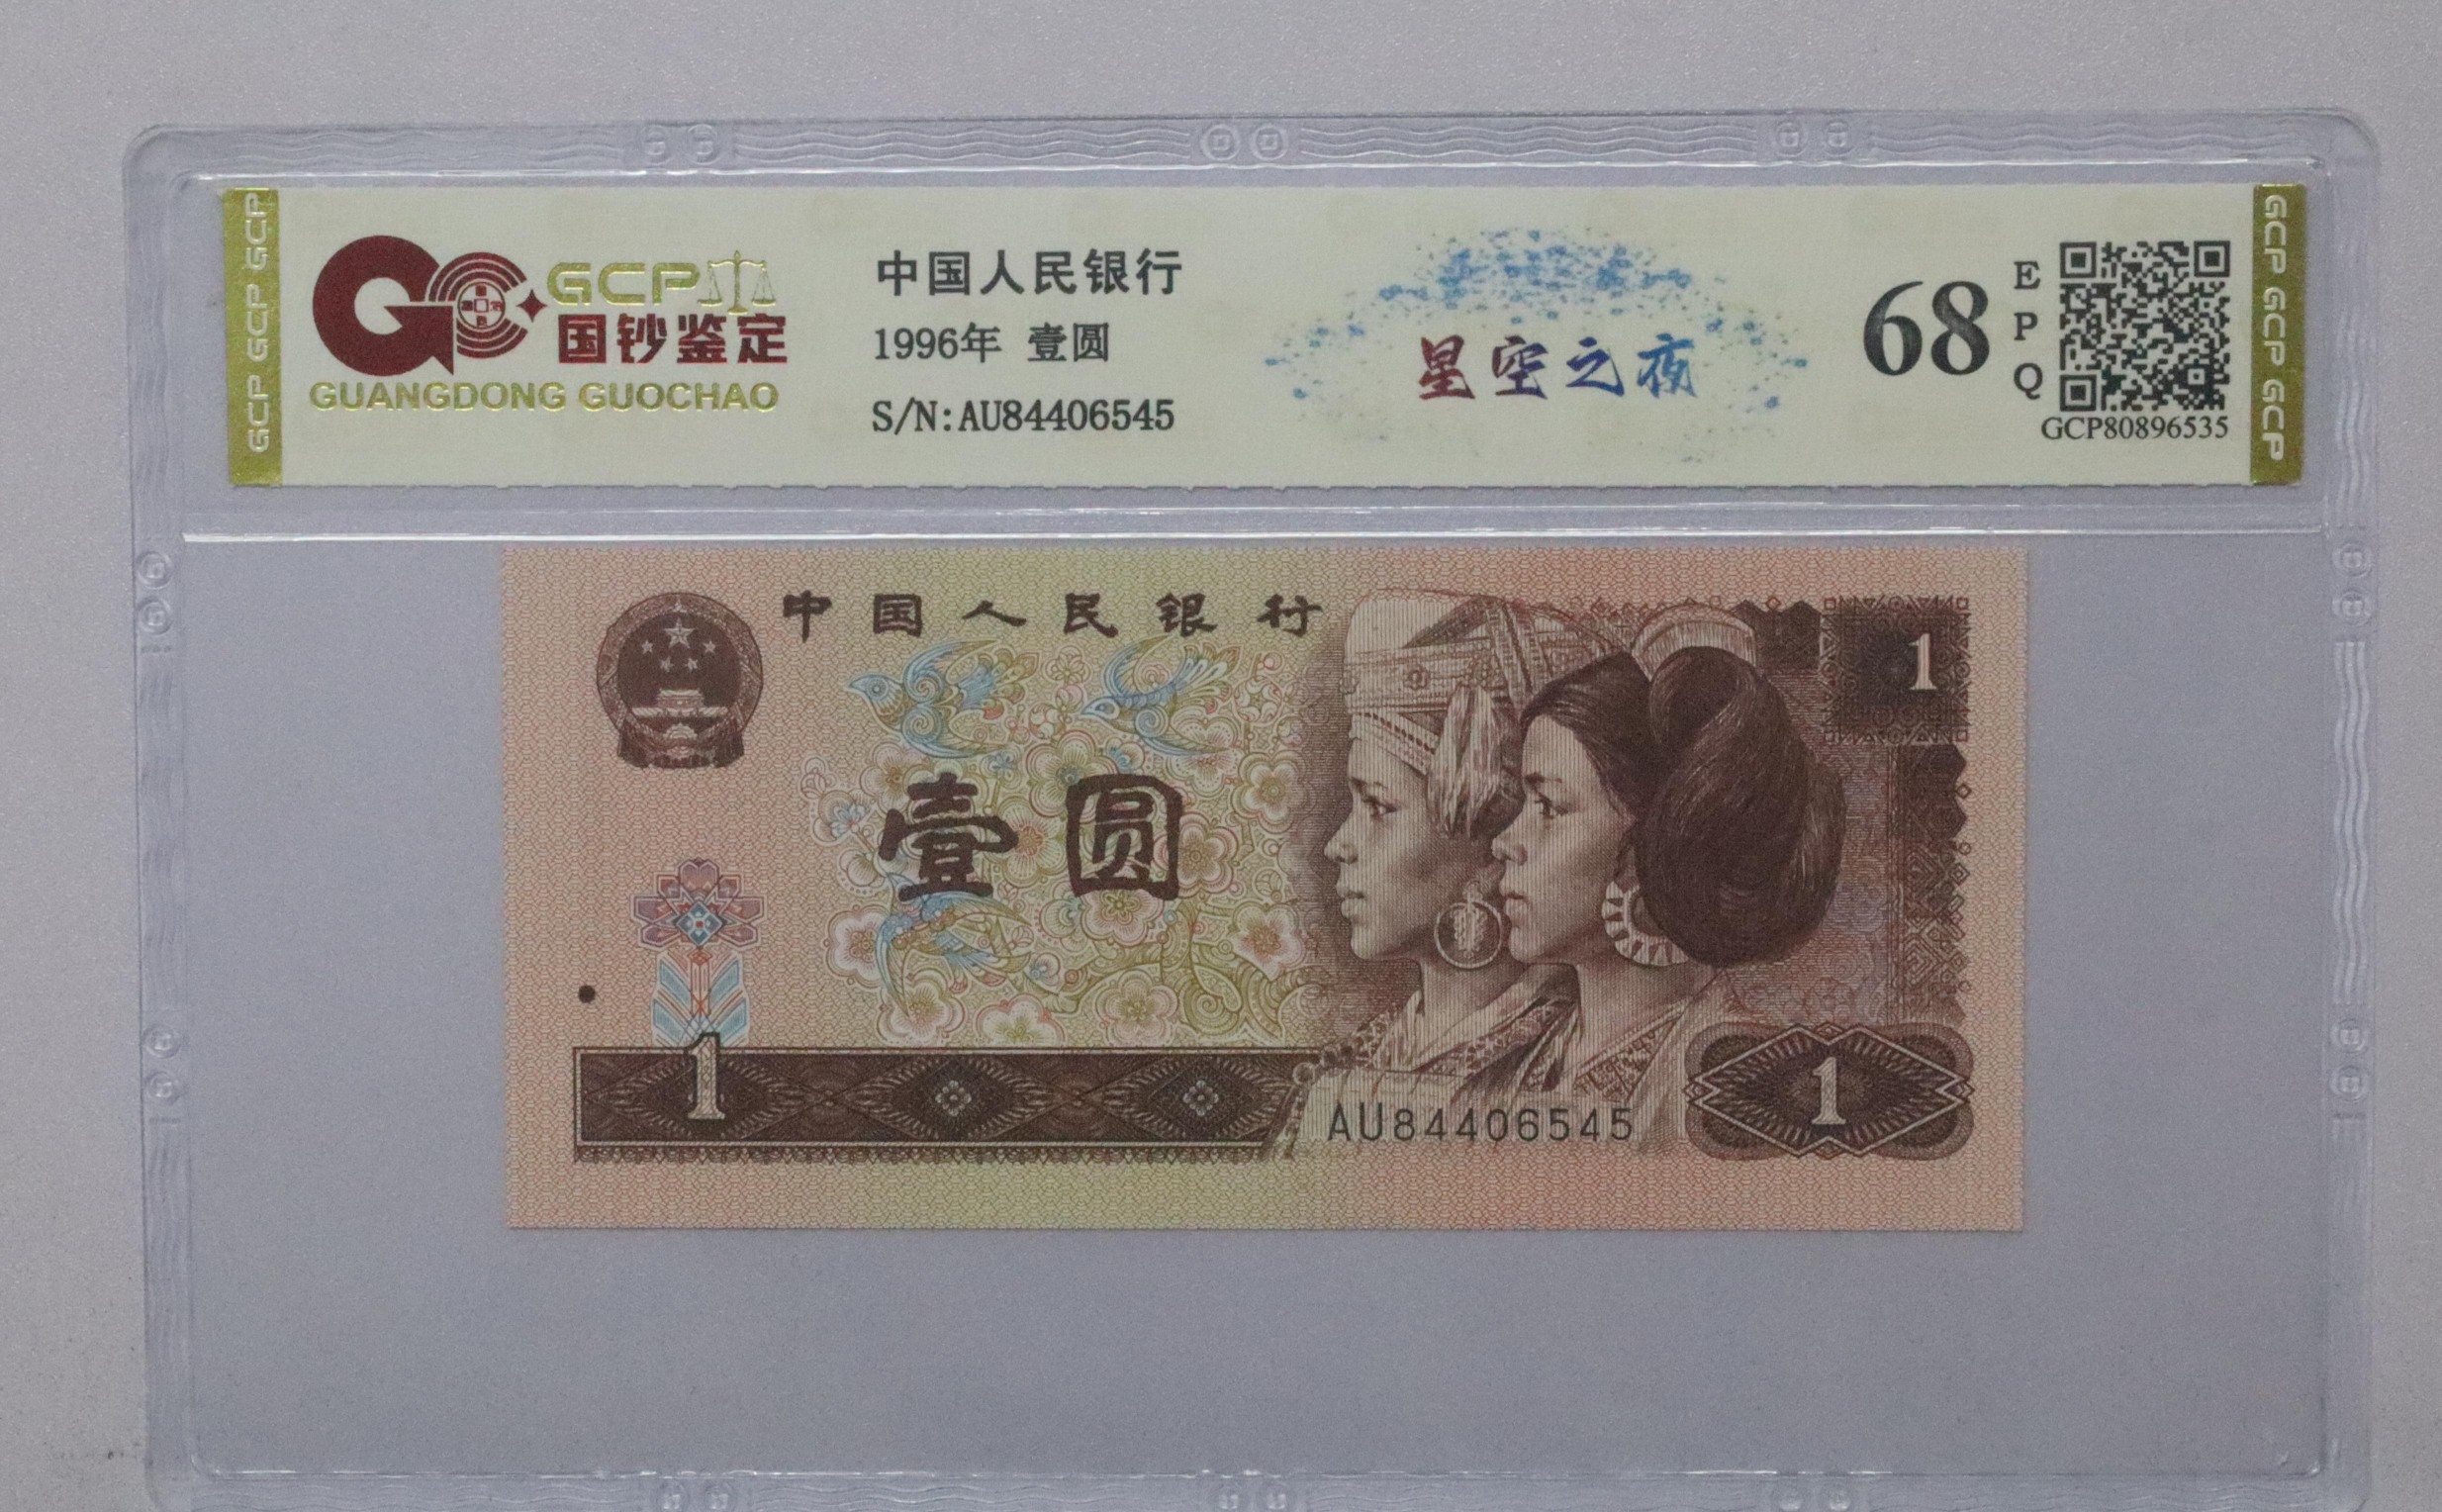 GCP GCP GCP
GCP
国钞鉴定
GUANGDONG GUOCHAO
中国人民银行
1996年 壹圆
S/N:AU84406545
星空之夜
68
EPQ
GCP80896535
GCP GCP GCP
中国人民银行
1
壹圆
1
AU84406545
1